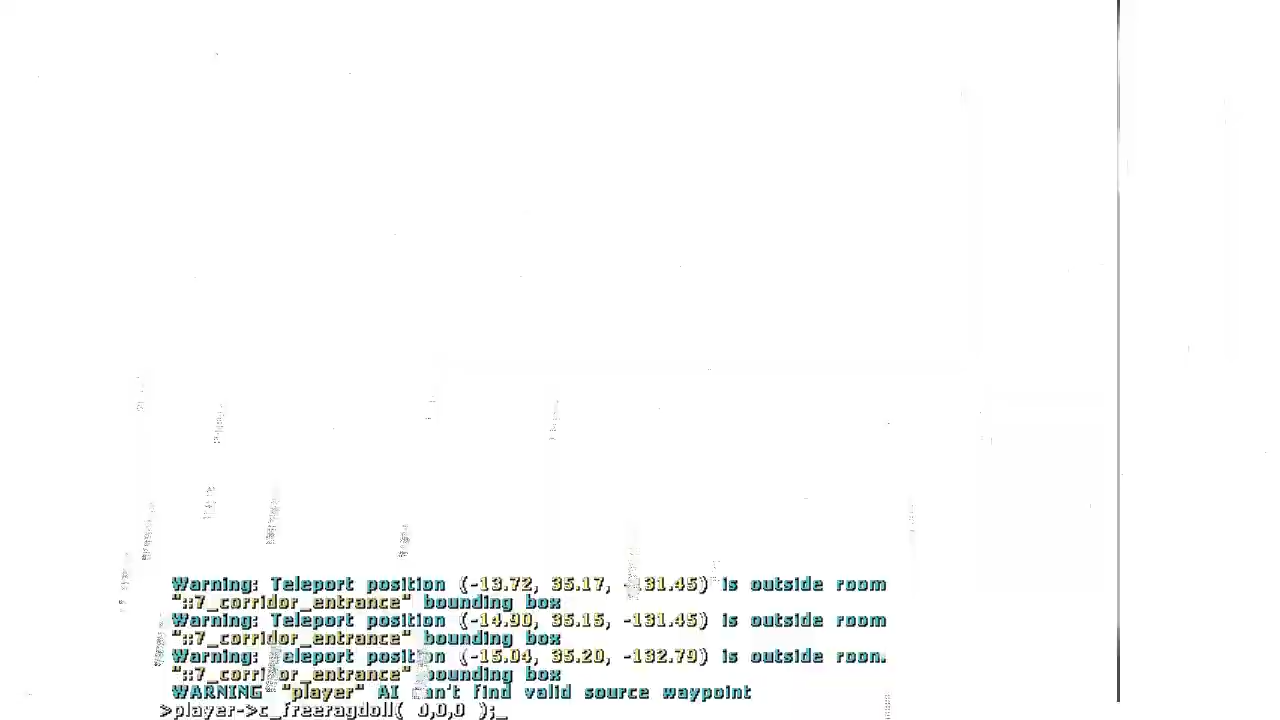 Warning: Teleport position (-13.72, 35.17, - 31.45) is outside room
"::7_corridor_entrance" bounding box
Warning: Teleport position (-14.90, 35.15, -131.45) is outside room
"::7_corridor_entrance" bounding box
Warning: Teleport position (-15.04, 35.20, -132.79) is outside room.
"::7_corridor_entrance" bounding box
WARNING "player" AI can't find valid source waypoint
>player->c_freeragdoll( 0,0,0 );_